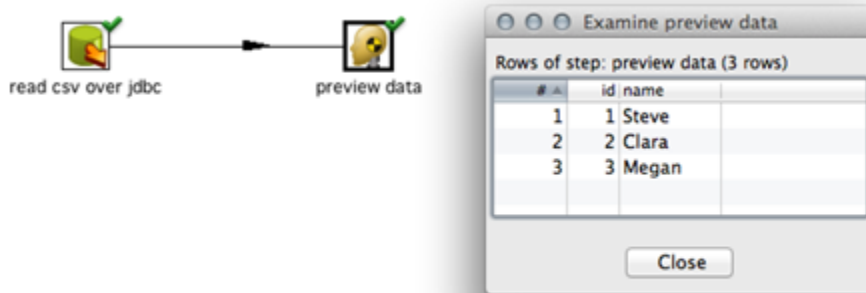 read csv over jdbc
preview data
Examine preview data
Rows of step: preview data (3 rows)
# id name
1 1 Steve
2 2 Clara
3 3 Megan
Close